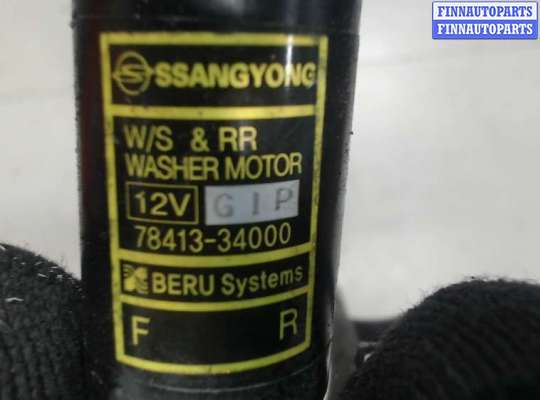 FINNAUTOPARTS
FINNAUTOPARTS
SSANGYONG
W/S & RR
WASHER MOTOR
12V GIP
78413-34000
BERU Systems
F R